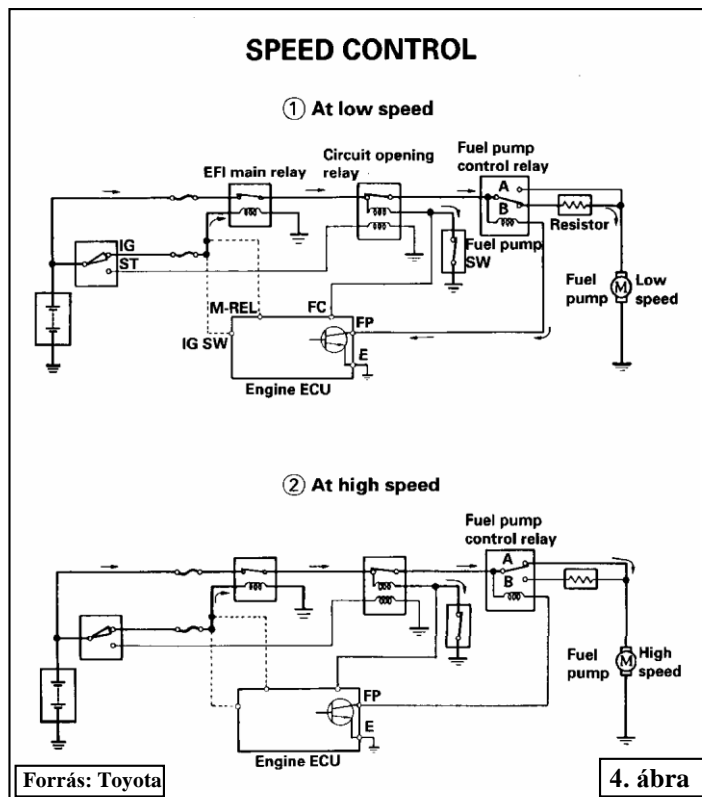 SPEED CONTROL
① At low speed
EFI main relay
Circuit opening
relay
Fuel pump
control relay
A
B
Resistor
IG
ST
Fuel pump
SW
Fuel
pump
M
Low
speed
M-REL
FC
FP
IG SW
E
Engine ECU
② At high speed
Fuel pump
control relay
A
B
Fuel
pump
M
High
speed
FP
E
Engine ECU
Forrás: Toyota
4. ábra